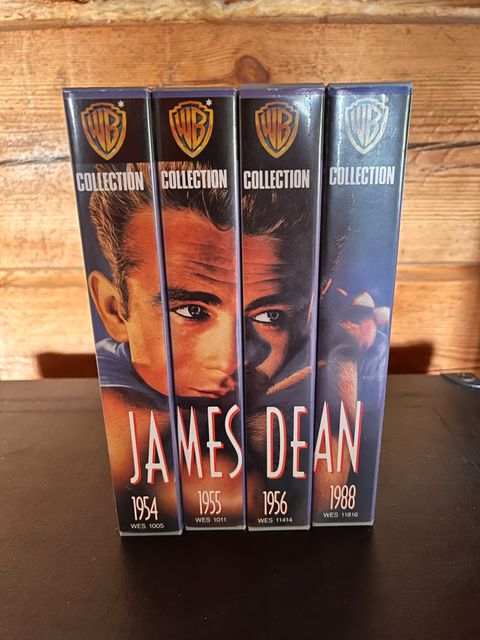 WB* WB* WB WB
COLLECTION COLLECTION COLLECTION COLLECTION
JAMES DEAN
1954 1955 1956 1988
WES 1005 WES 1011 WES 11414 WES 11816